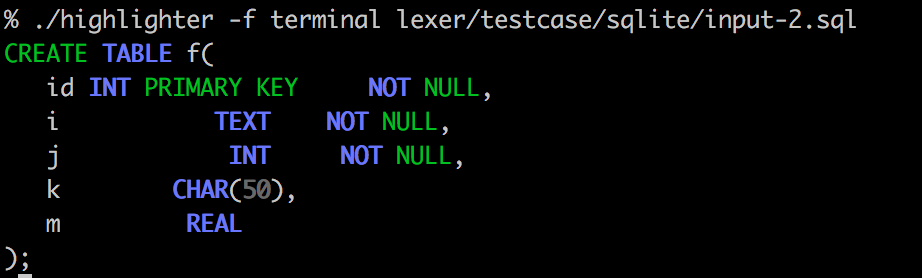 % ./highlighter -f terminal lexer/testcase/sqlite/input-2.sql
CREATE TABLE f(
   id INT PRIMARY KEY     NOT NULL,
   i           TEXT    NOT NULL,
   j            INT     NOT NULL,
   k        CHAR(50),
   m         REAL
);